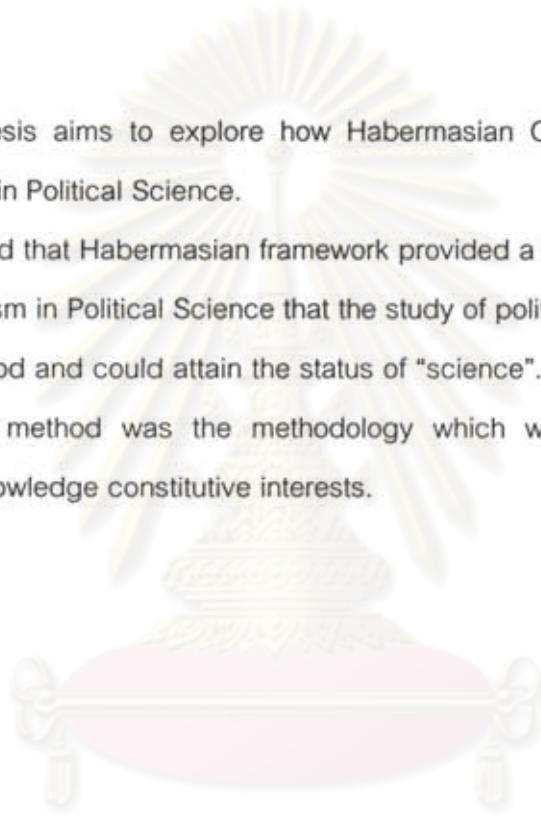 esis aims to explore how Habermasian C
in Political Science.
d that Habermasian framework provided a
sm in Political Science that the study of polit
od and could attain the status of “science”.
method was the methodology which w
owledge constitutive interests.